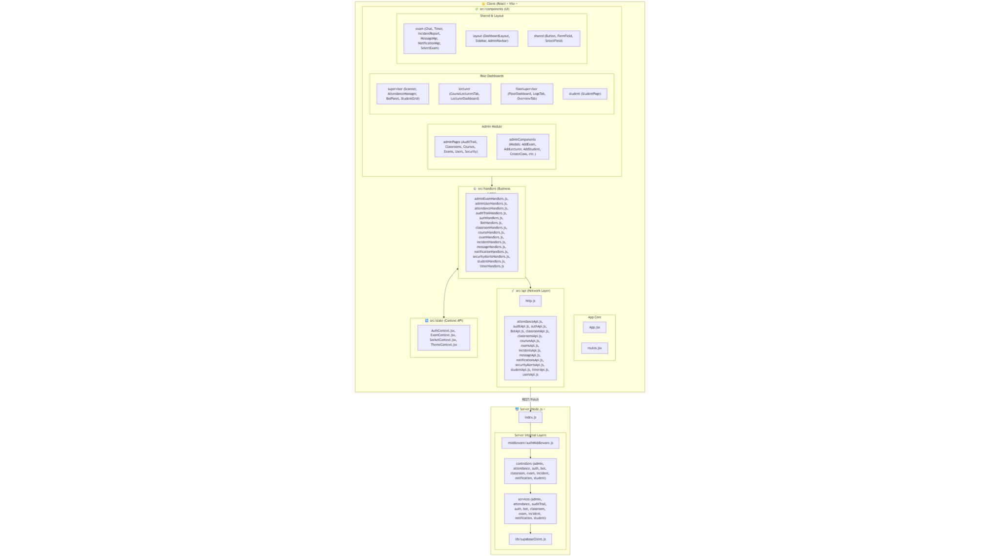 Client (React + Vite +
src/components (UI)
Shared & Layout
exam (Chat, Timer,
IncidentReport,
MessageMgr,
NotificationMgr,
SelectExam)
layout (DashboardLayout,
Sidebar, AdminNavbar)
shared (Button, FormField,
SelectField)
Role Dashboards
supervisor (Scanner,
AttendanceManager,
BotPanel, StudentGrid)
lecturer
(CourseLecturersTab,
LecturerDashboard)
floorsupervisor
(FloorDashboard, LogsTab,
OverviewTab)
student (StudentPage)
Admin Module
adminPages (AuditTrail,
Classrooms, Courses,
Exams, Users, Security)
adminComponents
(Modals: AddExam,
AddLecturer, AddStudent,
CreateClass, etc.)
src/handlers (Business
adminExamHandlers.js,
adminUserHandlers.js,
attendanceHandlers.js,
auditTrailHandlers.js,
authHandlers.js,
BotHandlers.js,
classroomHandlers.js,
courseHandlers.js,
examHandlers.js,
incidentHandlers.js,
messageHandlers.js,
notificationHandlers.js,
securityAlertsHandlers.js,
studentHandlers.js,
timerHandlers.js
src/state (Context API)
AuthContext.jsx,
ExamContext.jsx,
SocketContext.jsx,
ThemeContext.jsx
src/api (Network Layer)
http.js
attendanceApi.js,
auditApi.js, authApi.js,
BotApi.js, classroomApi.js,
classroomsApi.js,
coursesApi.js,
examsApi.js,
incidentsApi.js,
messageApi.js,
notificationsApi.js,
securityAlertsApi.js,
studentApi.js, timerApi.js,
usersApi.js
App Core
App.jsx
routes.jsx
REST/Fetch
Server (Node.js +
index.js
Server Internal Layers
middleware/authMiddleware.js
controllers (admin,
attendance, auth, bot,
classroom, exam, incident,
notification, student)
services (admin,
attendance, auditTrail,
auth, bot, classroom,
exam, incident,
notification, student)
lib/supabaseClient.js